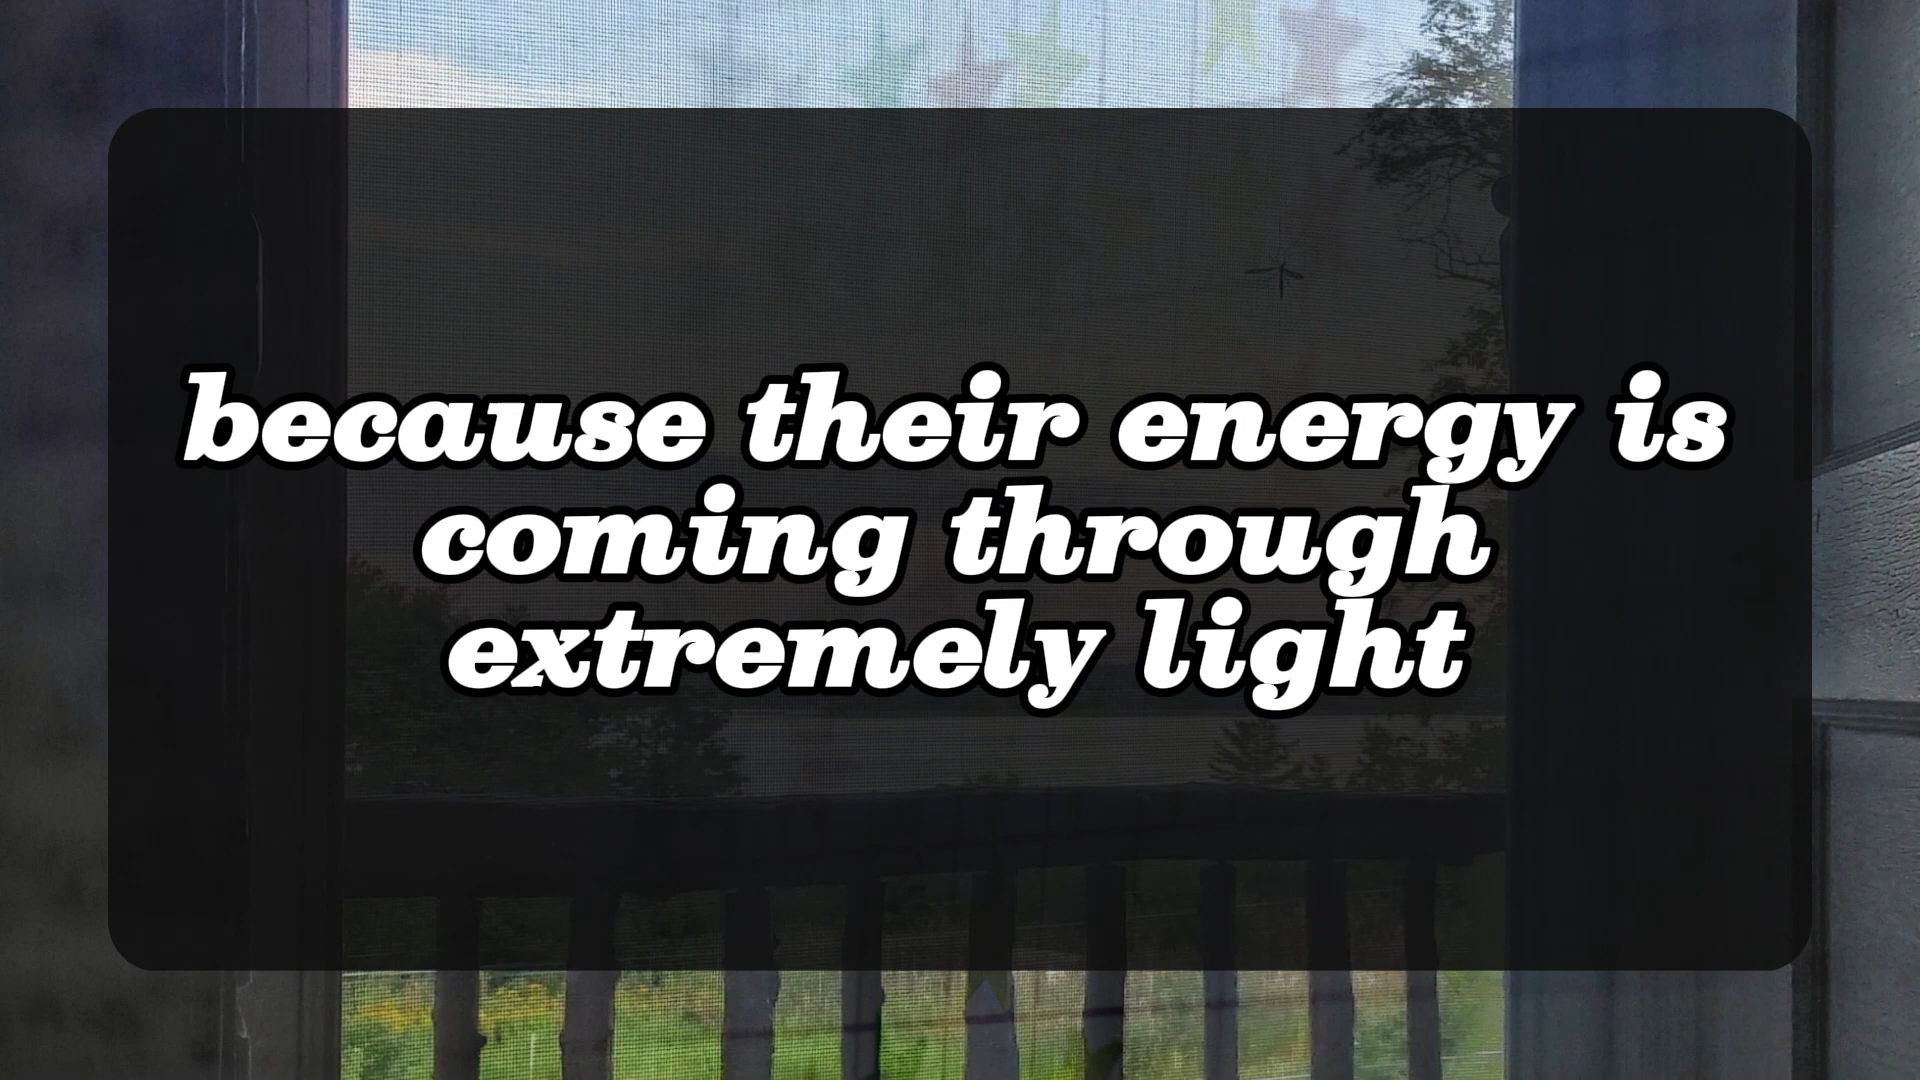 because their energy is
coming through
extremely light